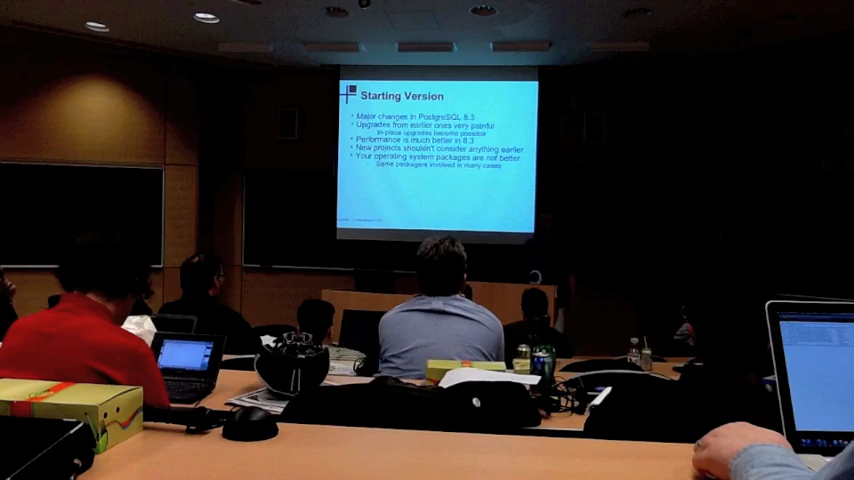 Starting Version
Major changes in PostgreSQL 8.3
Upgrades from earlier ones very painful
In-place upgrades become possible
Performance is much better in 8.3
New projects shouldn't consider anything earlier
Your operating system packages are not better
Same packagers involved in many cases